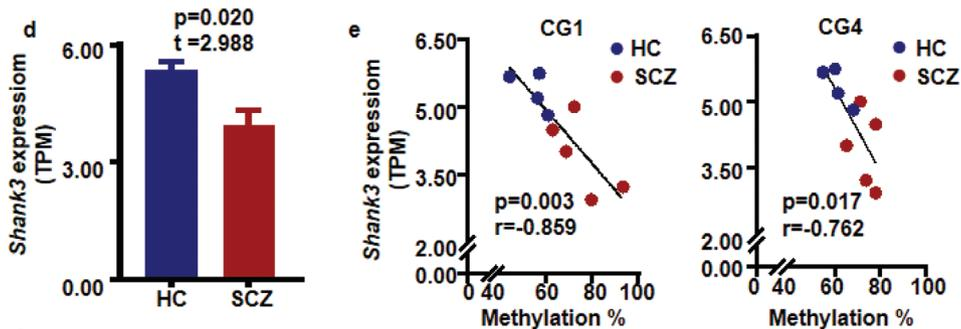 d
p=0.020
t =2.988
6.00
3.00
0.00
Shank3 expressiom
(TPM)
HC
SCZ
e
CG1
HC
SCZ
6.50
5.00
3.50
2.00
0.00
Shank3 expressiom
(TPM)
p=0.003
r=-0.859
0 40 60 80 100
Methylation %
CG4
HC
SCZ
6.50
5.00
3.50
2.00
0.00
p=0.017
r=-0.762
0 40 60 80 100
Methylation %